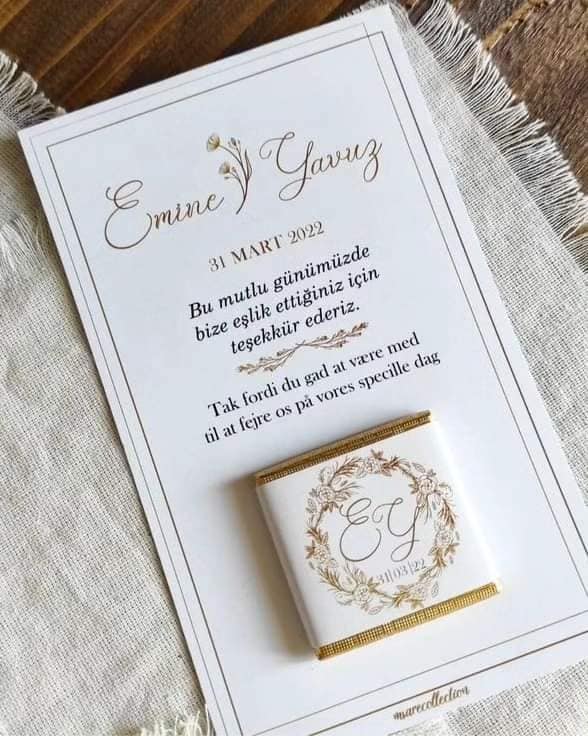 Emine Yavuz
31 MART 2022
Bu mutlu günümüzde
bize eşlik ettiğiniz için
teşekkür ederiz.
Tak fordi du gad at være med
til at fejre os på vores specille dag
EY
31|03|22
marecollection